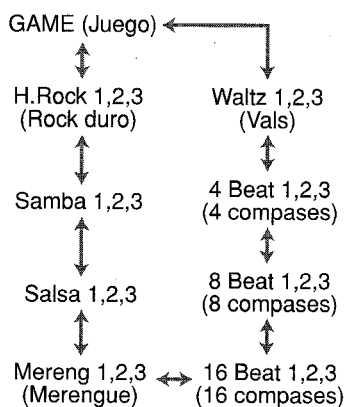 GAME (Juego)
H.Rock 1,2,3
(Rock duro)
Samba 1,2,3
Salsa 1,2,3
Mereng 1,2,3
(Merengue)
Waltz 1,2,3
(Vals)
4 Beat 1,2,3
(4 compases)
8 Beat 1,2,3
(8 compases)
16 Beat 1,2,3
(16 compases)